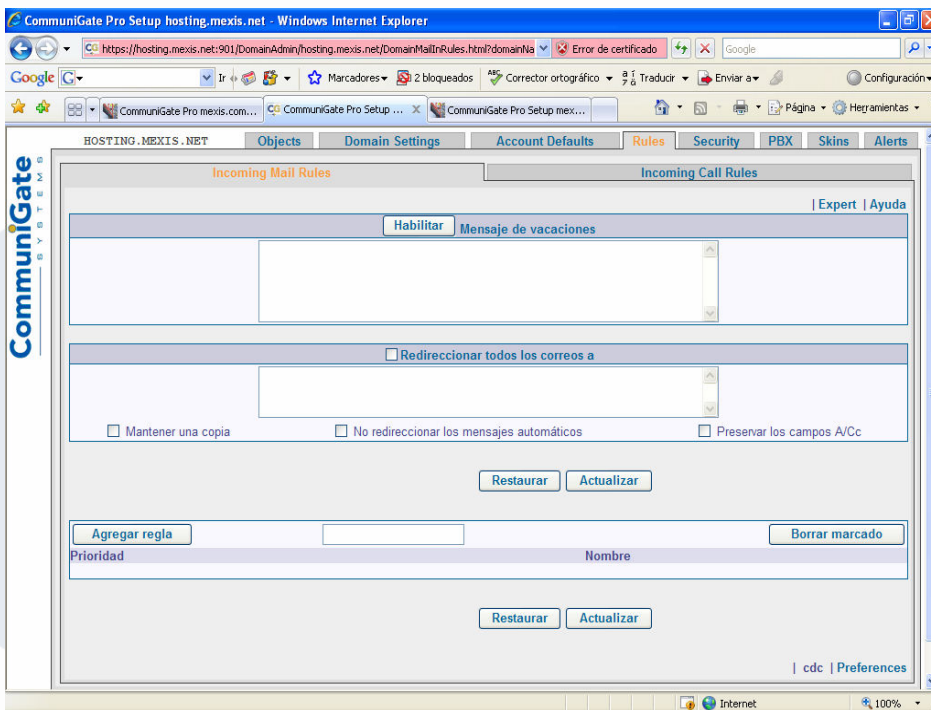 CommuniGate Pro Setup hosting.mexis.net - Windows Internet Explorer
https://hosting.mexis.net:901/DomainAdmin/hosting.mexis.net/DomainMailInRules.html?domainNa Error de certificado Google
Google Ir Marcadores 2 bloqueados Corrector ortográfico Traducir Enviar a Configuración
CommuniGate Pro mexis.com... CommuniGate Pro Setup ... CommuniGate Pro Setup mex... Página Herramientas
HOSTING.MEXIS.NET Objects Domain Settings Account Defaults Rules Security PBX Skins Alerts
CommuniGate
SYSTEMS
Incoming Mail Rules Incoming Call Rules
| Expert | Ayuda
Habilitar Mensaje de vacaciones
Redireccionar todos los correos a
Mantener una copia No redireccionar los mensajes automáticos Preservar los campos A/Cc
Restaurar Actualizar
Agregar regla Borrar marcado
Prioridad Nombre
Restaurar Actualizar
| cdc | Preferences
Internet 100%